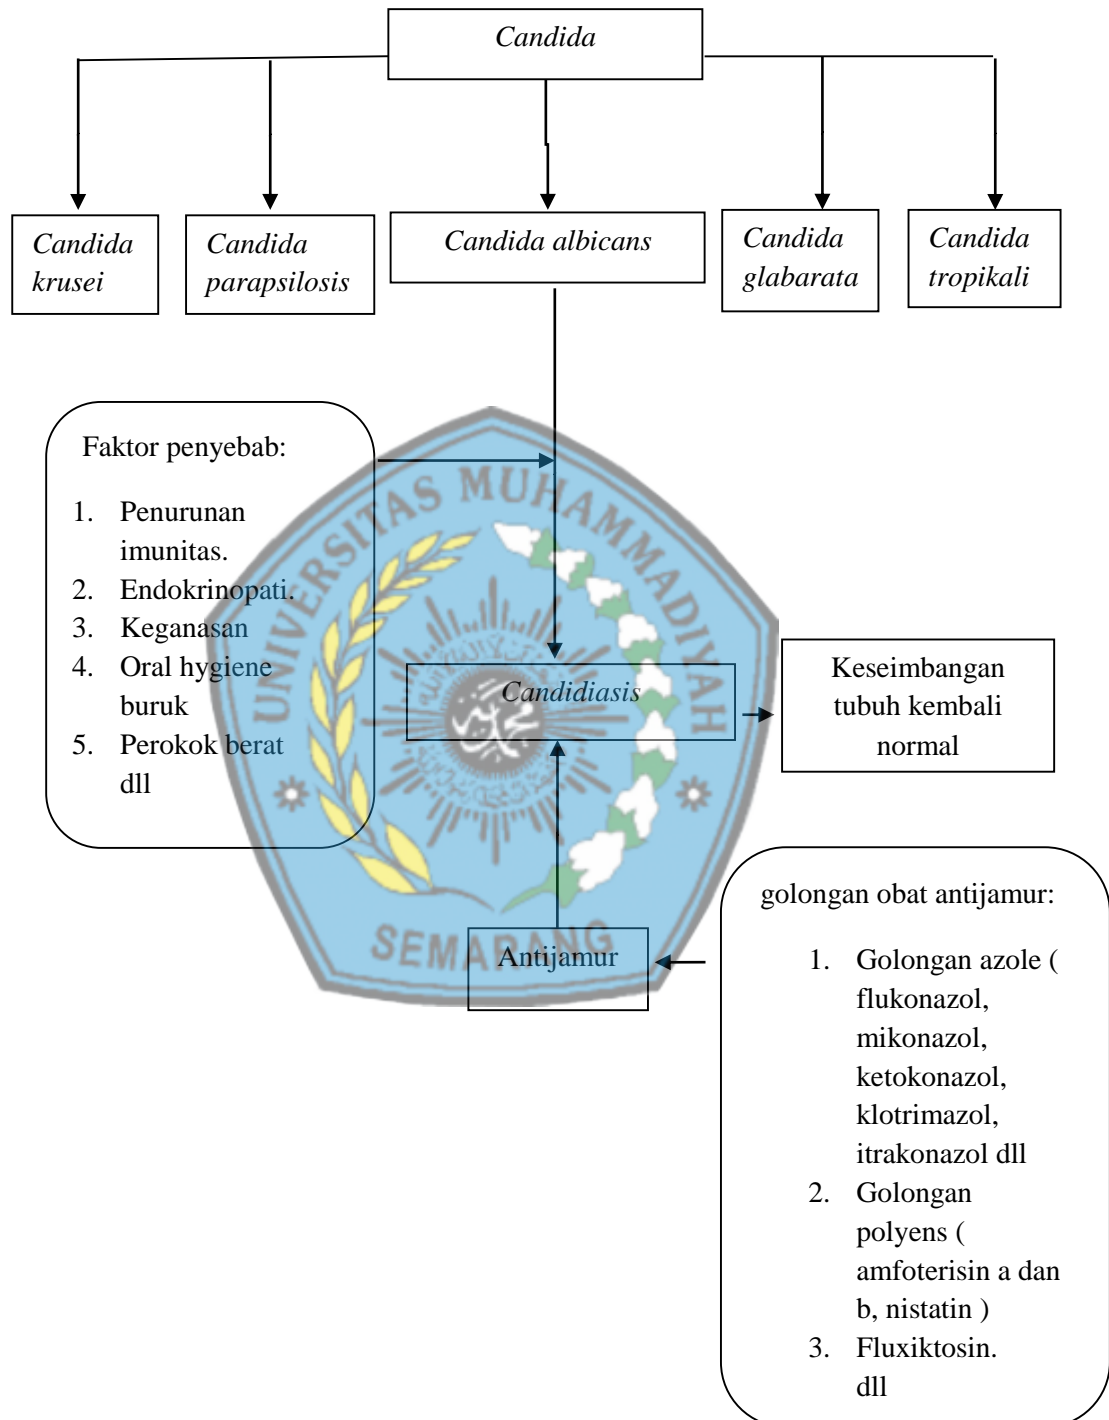 Candida
Candida
krusei
Candida
parapsilosis
Candida albicans
Candida
glabarata
Candida
tropikali
Faktor penyebab:
1. Penurunan
imunitas.
2. Endokrinopati.
3. Keganasan
4. Oral hygiene
buruk
5. Perokok berat
dll
UNIVERSITAS MUHAMMADIYAH
SEMARANG
Candidiasis
Keseimbangan
tubuh kembali
normal
Antijamur
golongan obat antijamur:
1. Golongan azole (
flukonazol,
mikonazol,
ketokonazol,
klotrimazol,
itrakonazol dll
2. Golongan
polyens (
amfoterisin a dan
b, nistatin )
3. Fluxiktosin.
dll